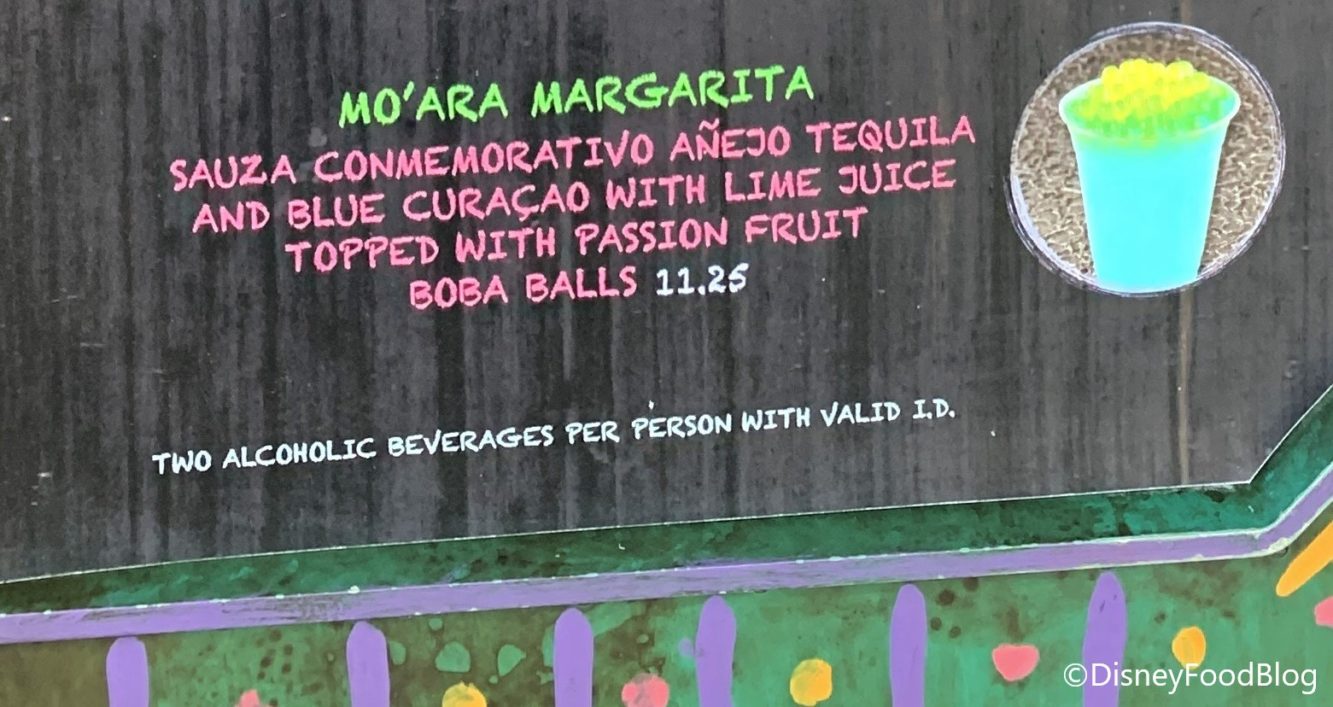 MO'ARA MARGARITA
SAUZA CONMEMORATIVO AÑEJO TEQUILA
AND BLUE CURAÇAO WITH LIME JUICE
TOPPED WITH PASSION FRUIT
BOBA BALLS 11.25
TWO ALCOHOLIC BEVERAGES PER PERSON WITH VALID I.D.
©DisneyFoodBlog